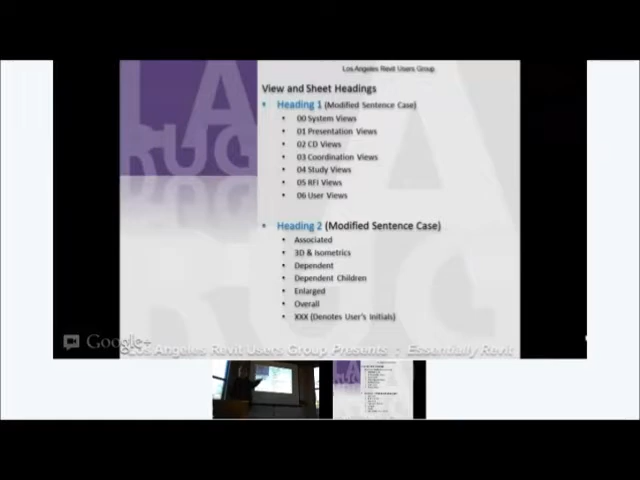 Los Angeles Revit Users Group
View and Sheet Headings
• Heading 1 (Modified Sentence Case)
• 00 System Views
• 01 Presentation Views
• 02 CD Views
• 03 Coordination Views
• 04 Study Views
• 05 RFI Views
• 06 User Views
• Heading 2 (Modified Sentence Case)
• Associated
• 3D & Isometrics
• Dependent
• Dependent Children
• Enlarged
• Overall
• XXX (Denotes User's Initials)
LA
RUG
Google+
Los Angeles Revit Users Group Presents - Essentially Revit